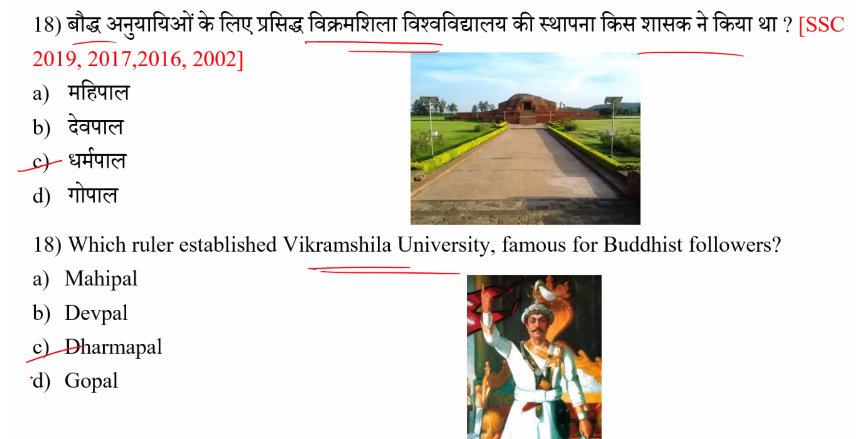 18) बौद्ध अनुयायिओं के लिए प्रसिद्ध विक्रमशिला विश्वविद्यालय की स्थापना किस शासक ने किया था ? [SSC
2019, 2017,2016, 2002]
a) महिपाल
b) देवपाल
c) धर्मपाल
d) गोपाल
18) Which ruler established Vikramshila University, famous for Buddhist followers?
a) Mahipal
b) Devpal
c) Dharmapal
d) Gopal